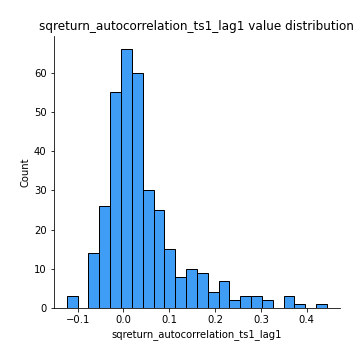 sqreturn_autocorrelation_ts1_lag1 value distribution
60
50
40
30
20
10
0
Count
−0.1 0.0 0.1 0.2 0.3 0.4
sqreturn_autocorrelation_ts1_lag1